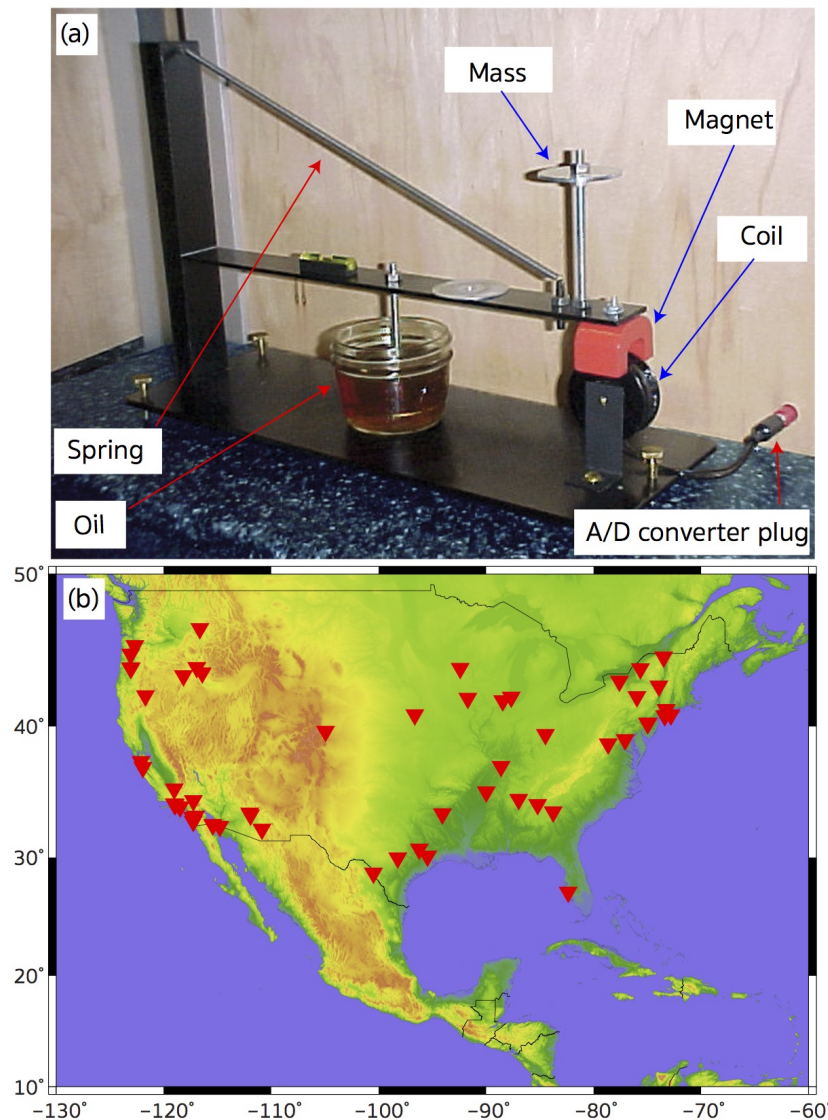 (a)
Mass
Magnet
Coil
Spring
Oil
A/D converter plug
(b)
50°
40°
30°
20°
10°
−130° −120° −110° −100° −90° −80° −70° −60